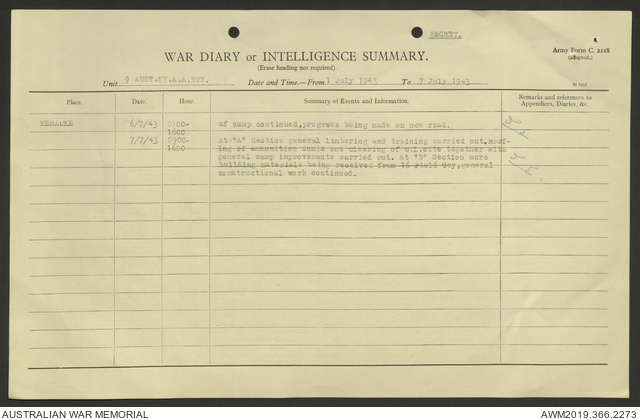 SECRET.
Army Form C. 2118
(adapted.)
WAR DIARY or INTELLIGENCE SUMMARY.
(Erase heading not required).
Unit 9 AUST.HY.A.A.BTY. Date and Time.—From 1 July 1943 To 7 July 1943
Place. Date. Hour. Summary of Events and Information. Remarks and references to
Appendices, Diaries, &c.
MERAUKE 6/7/43 0900- of camp continued,progress being made on new road.
1600
7/7/43 0900- At "A" Section general limbering and training carried out,Roof-
1600 ing of ammunition dumps and clearing of G.L.site together with
general camp improvements carried out. At "B" Section more
building materials being received from 16 Field Coy,general
constructional work continued.
AUSTRALIAN WAR MEMORIAL
AWM2019.366.2273